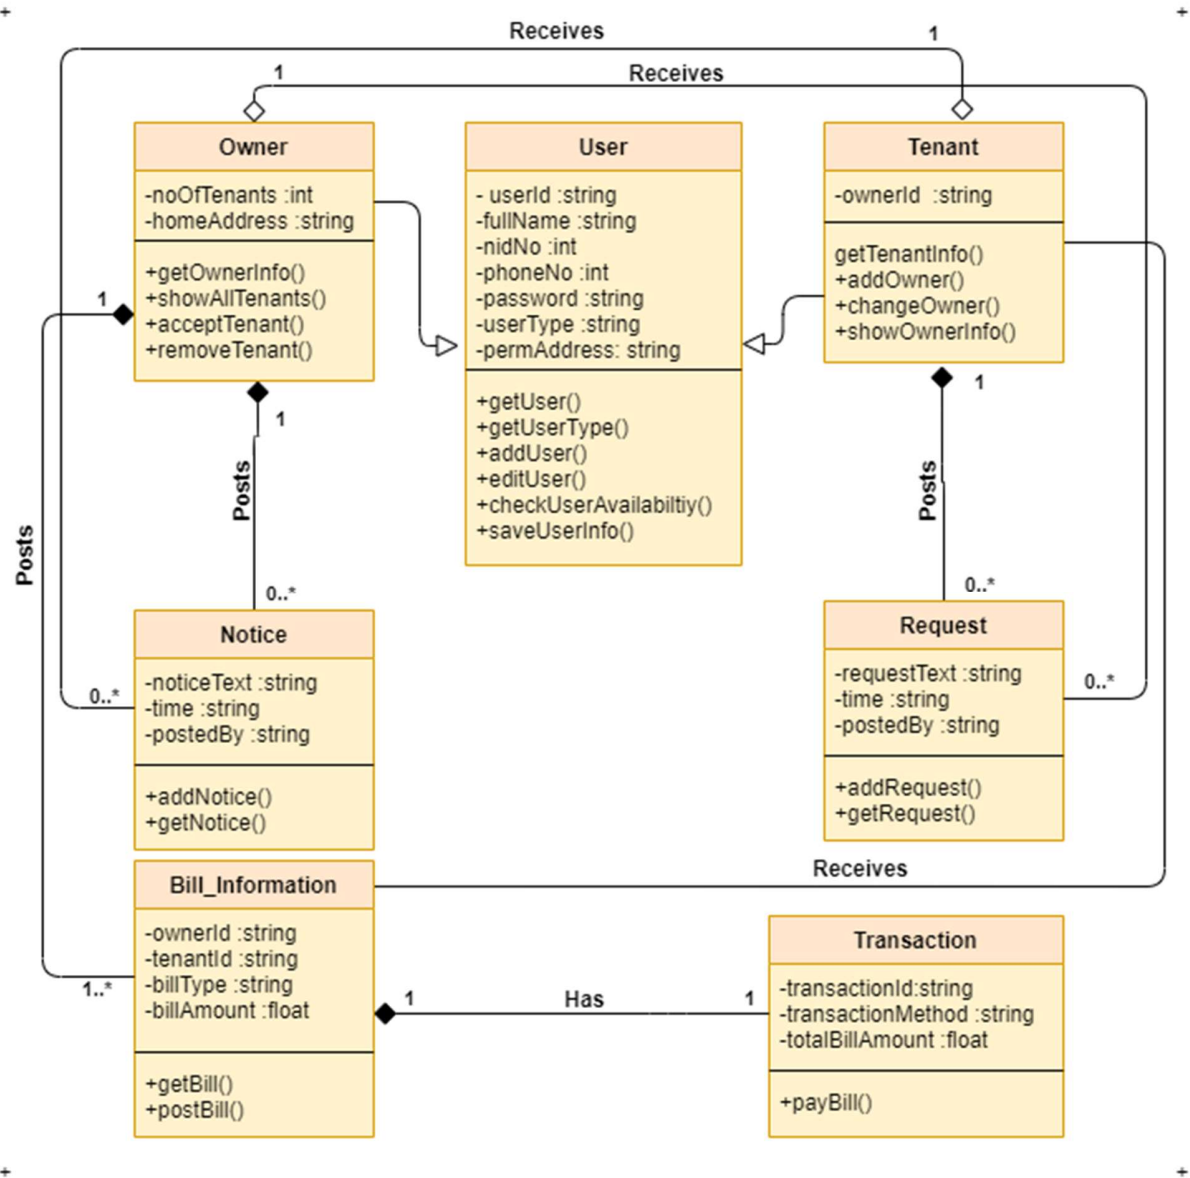 Receives
1
1
Receives
Owner
-noOfTenants :int
-homeAddress :string
+getOwnerInfo()
+showAllTenants()
+acceptTenant()
+removeTenant()
User
- userId :string
-fullName :string
-nidNo :int
-phoneNo :int
-password :string
-userType :string
-permAddress: string
+getUser()
+getUserType()
+addUser()
+editUser()
+checkUserAvailabiltiy()
+saveUserInfo()
Tenant
-ownerId :string
getTenantInfo()
+addOwner()
+changeOwner()
+showOwnerInfo()
1
1
1
Posts
Posts
Posts
0..*
0..*
Notice
-noticeText :string
-time :string
-postedBy :string
+addNotice()
+getNotice()
0..*
Request
-requestText :string
-time :string
-postedBy :string
+addRequest()
+getRequest()
0..*
Receives
Bill_Information
-ownerId :string
-tenantId :string
-billType :string
-billAmount :float
+getBill()
+postBill()
1..*
1
Has
1
Transaction
-transactionId:string
-transactionMethod :string
-totalBillAmount :float
+payBill()